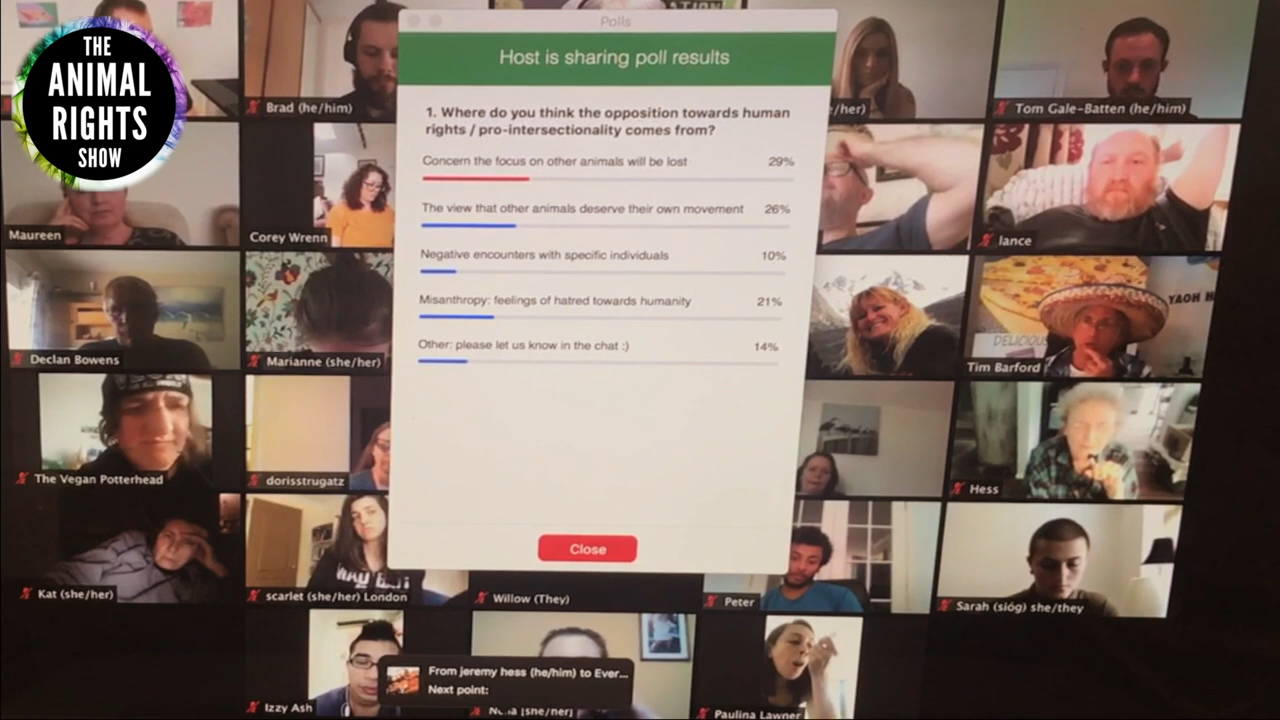 THE
ANIMAL
RIGHTS
SHOW
Polls
Host is sharing poll results
1. Where do you think the opposition towards human
rights / pro-intersectionality comes from?
Concern the focus on other animals will be lost 29%
The view that other animals deserve their own movement 26%
Negative encounters with specific individuals 10%
Misanthropy: feelings of hatred towards humanity 21%
Other: please let us know in the chat :) 14%
Close
Brad (he/him)
/her)
Tom Gale-Batten (he/him)
Maureen
Corey Wrenn
lance
Declan Bowens
Marianne (she/her)
YAOH H
DELICIOUS
Tim Barford
The Vegan Potterhead
dorisstrugatz
Hess
Kat (she/her)
scarlet (she/her) London
Willow (They)
Peter
Sarah (sióg) she/they
From jeremy hess (he/him) to Ever...
Next point:
Izzy Ash
[she/her]
Paulina Lawner